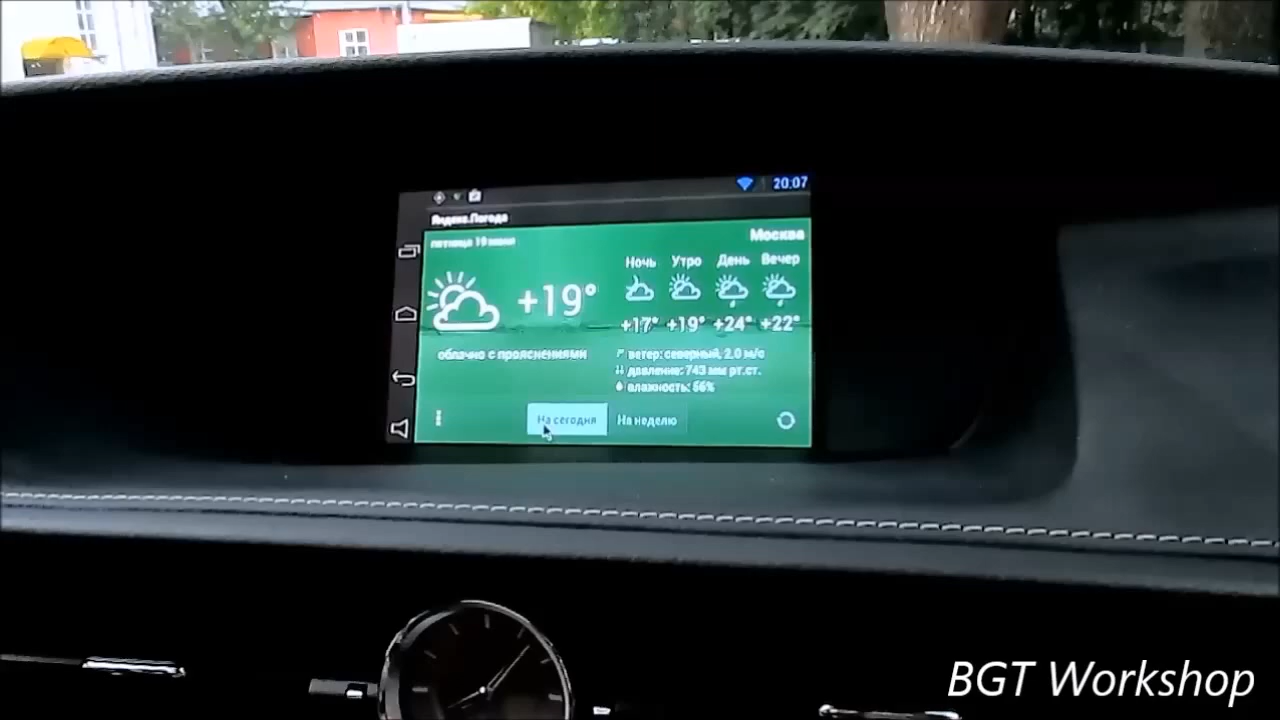 20:07
Яндекс.Погода
пятница 19 июня
Москва
Ночь Утро День Вечер
+19°
+17° +19° +24° +22°
облачно с прояснениями
ветер: северный, 2.0 м/с
давление: 743 мм рт.ст.
влажность: 56%
На сегодня На неделю
BGT Workshop